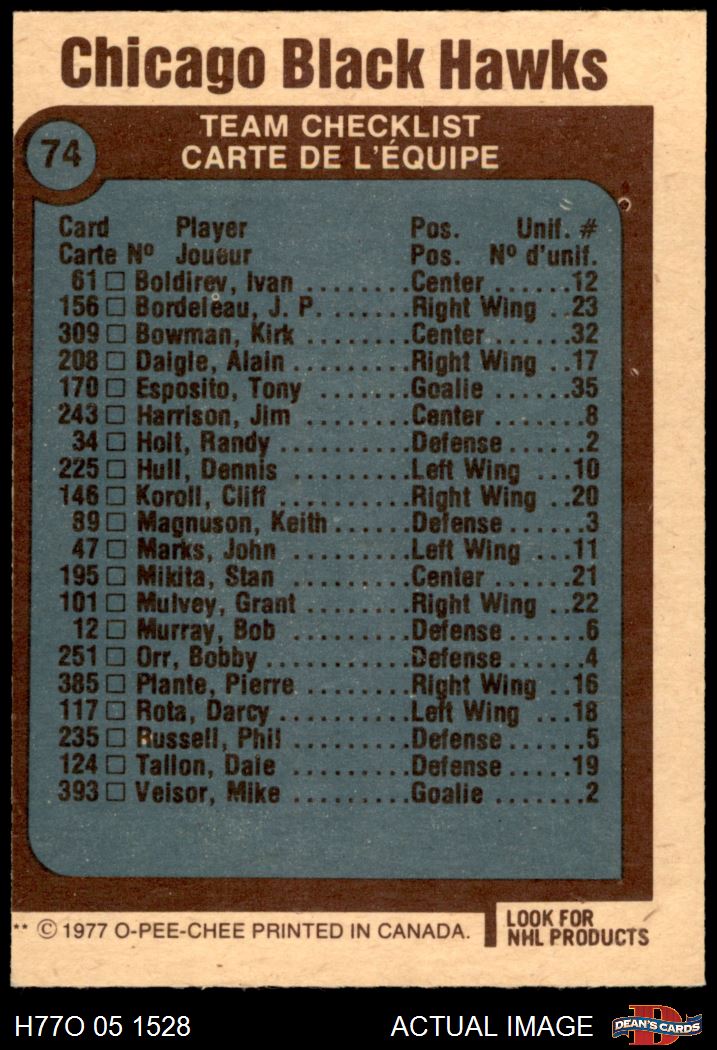 Chicago Black Hawks
74
TEAM CHECKLIST
CARTE DE L'ÉQUIPE
Card Player Pos. Unif. #
Carte Nº Joueur Pos. Nº d'unif.
61 □ Boldirev, Ivan ........Center ......12
156 □ Bordeleau, J. P. .......Right Wing ..23
309 □ Bowman, Kirk ........Center.......32
208 □ Daigle, Alain .........Right Wing ..17
170 □ Esposito, Tony .......Goalie ......35
243 □ Harrison, Jim .........Center .......8
34 □ Holt, Randy ..........Defense ......2
225 □ Hull, Dennis ..........Left Wing ...10
146 □ Koroll, Cliff ..........Right Wing ..20
89 □ Magnuson, Keith ......Defense ......3
47 □ Marks, John .........Left Wing ...11
195 □ Mikita, Stan ..........Center ......21
101 □ Mulvey, Grant ........Right Wing ..22
12 □ Murray, Bob .........Defense ......6
251 □ Orr, Bobby ...........Defense ......4
385 □ Plante, Pierre ........Right Wing ..16
117 □ Rota, Darcy ..........Left Wing ...18
235 □ Russell, Phil .........Defense ......5
124 □ Tallon, Dale .........Defense .....19
393 □ Veisor, Mike .........Goalie .......2
** © 1977 O-PEE-CHEE PRINTED IN CANADA.
LOOK FOR
NHL PRODUCTS
H77O 05 1528
ACTUAL IMAGE
DEAN'S CARDS